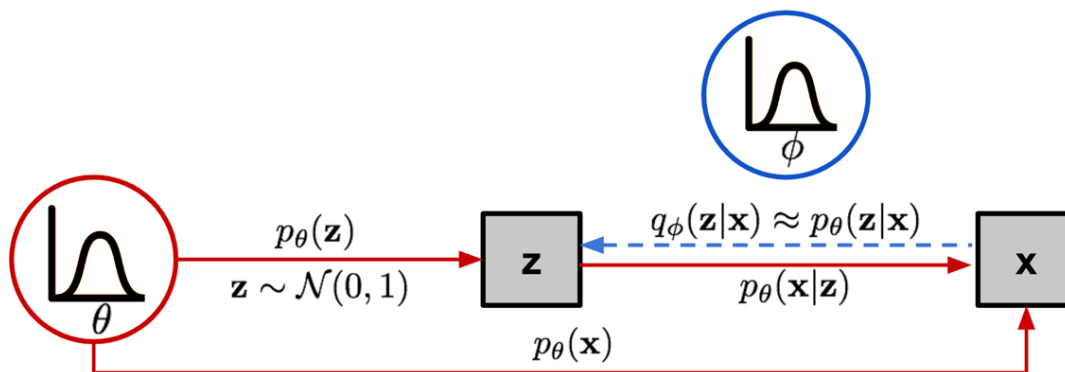 ϕ
q_ϕ(z|x) ≈ p_θ(z|x)
p_θ(z)
z
x
z ∼ 𝒩(0, 1)
p_θ(x|z)
θ
p_θ(x)